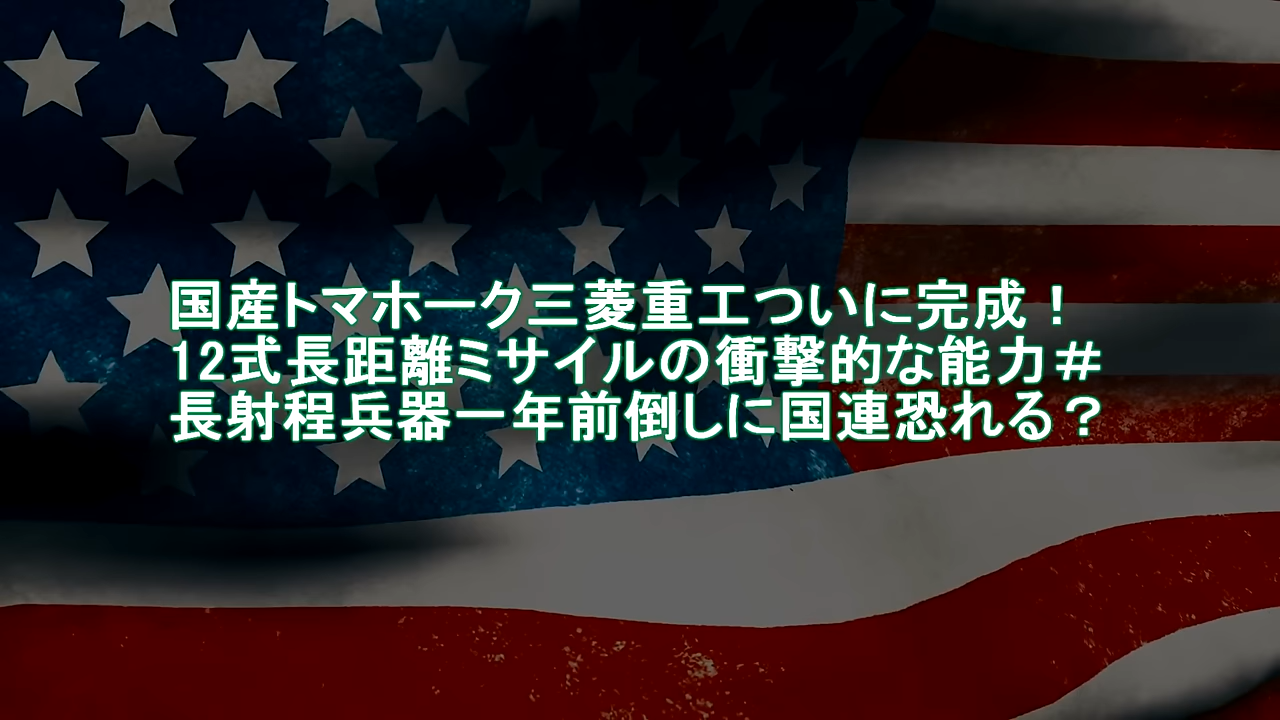 国産トマホーク三菱重工ついに完成！
12式長距離ミサイルの衝撃的な能力＃
長射程兵器一年前倒しに国連恐れる？